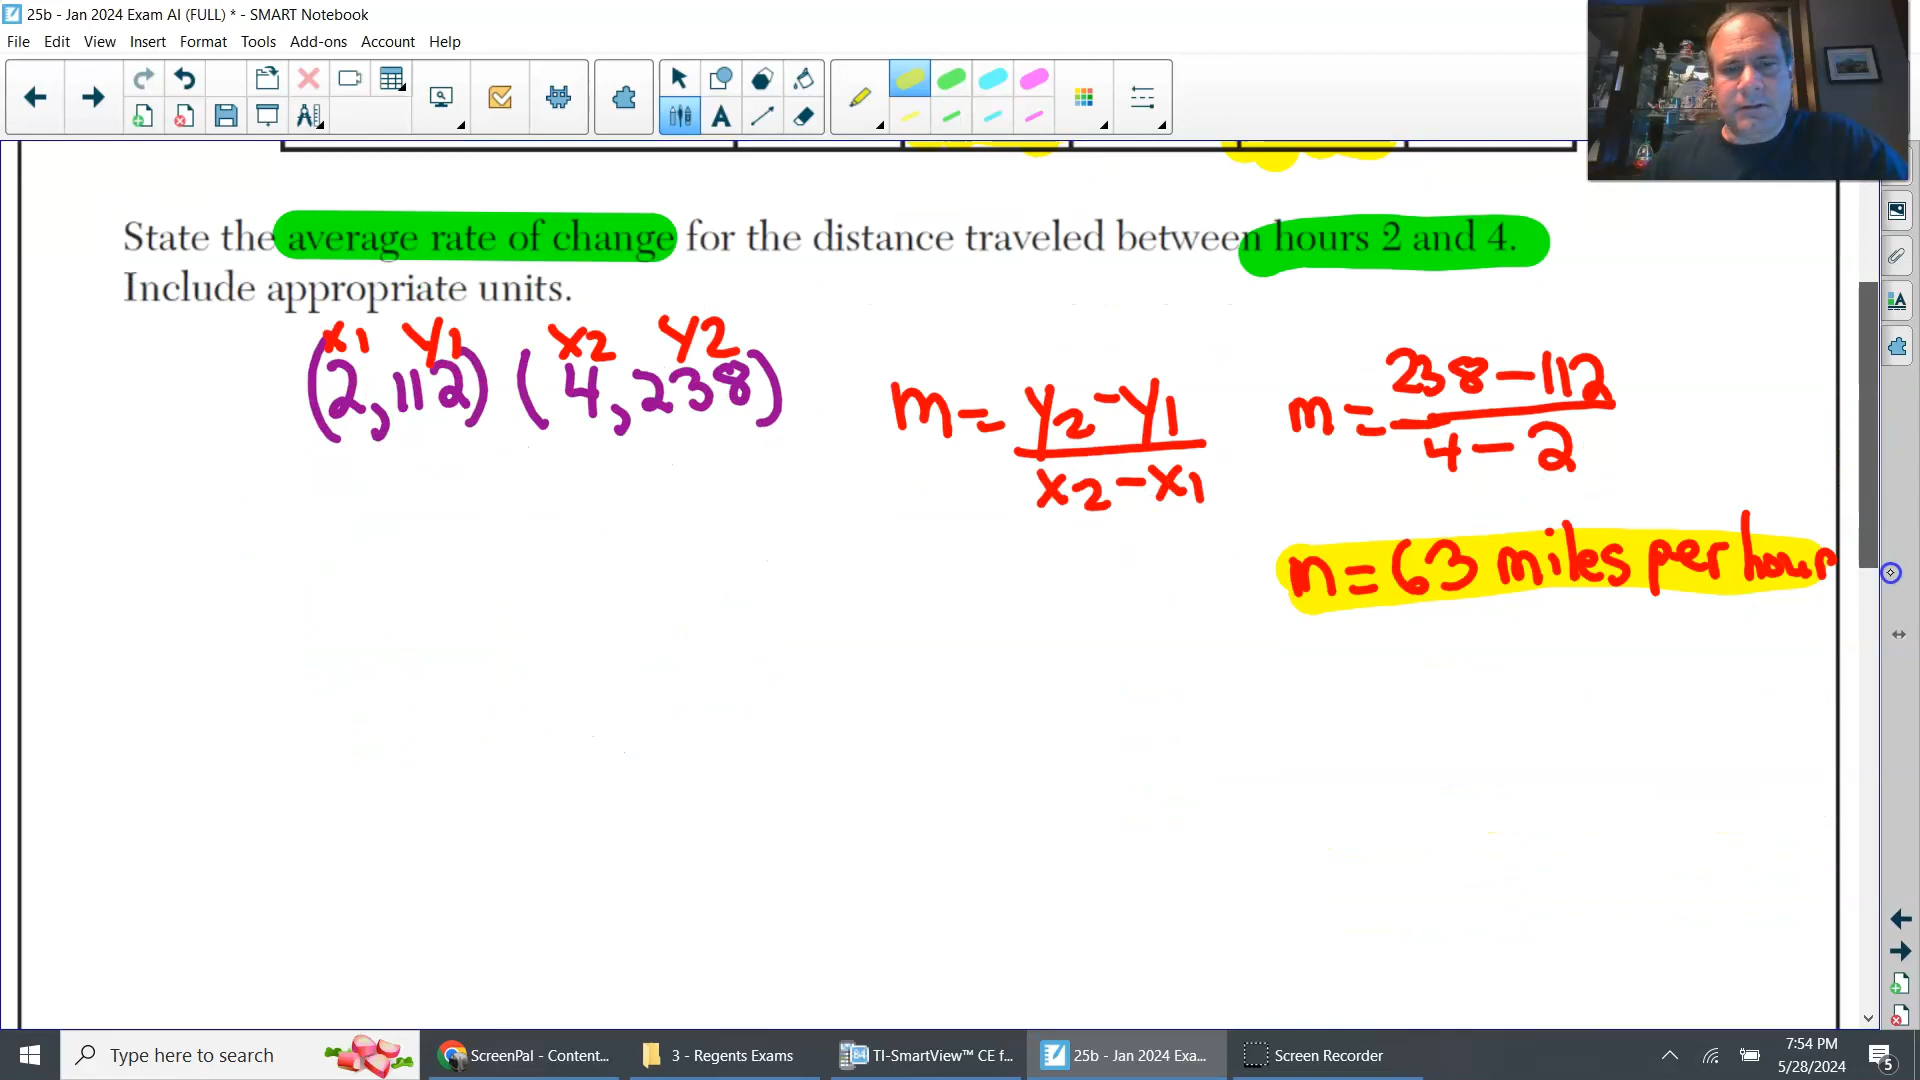 25b - Jan 2024 Exam AI (FULL) * - SMART Notebook
File Edit View Insert Format Tools Add-ons Account Help
State the average rate of change for the distance traveled between hours 2 and 4.
Include appropriate units.
x1 y1 x2 y2
(2,112) (4,238)
m = y2-y1
x2-x1
m = 238-112
4-2
m=63 miles per hour
Type here to search
ScreenPal - Content...
3 - Regents Exams
TI-SmartView™ CE f...
25b - Jan 2024 Exa...
Screen Recorder
7:54 PM
5/28/2024
5